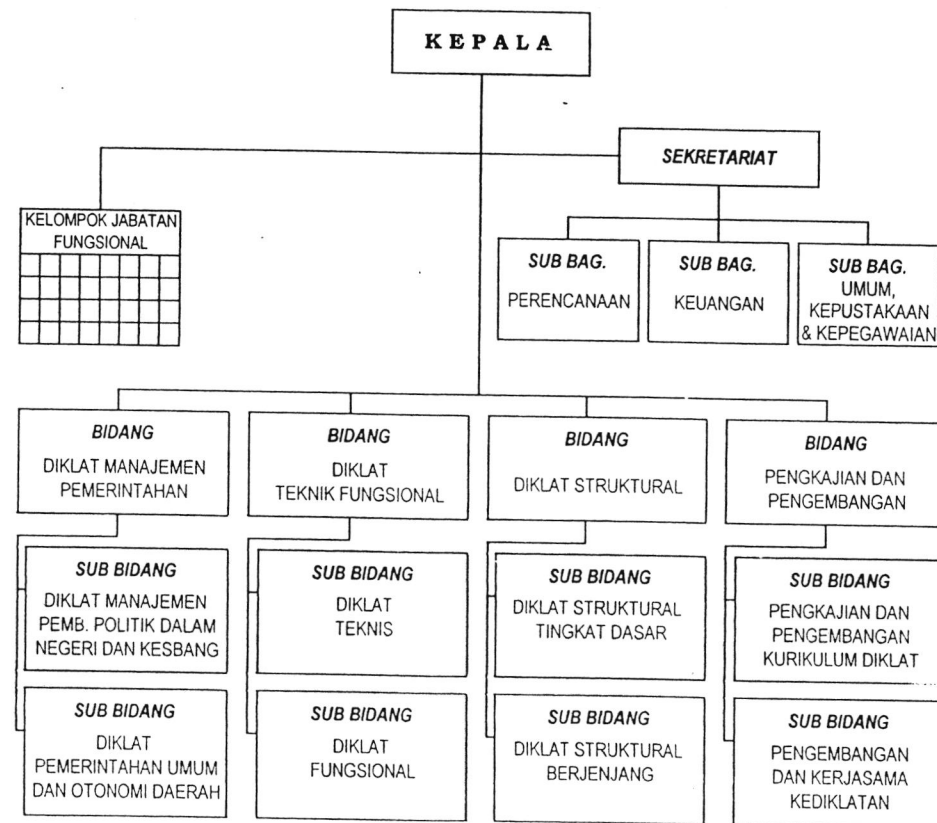 K E P A L A
SEKRETARIAT
KELOMPOK JABATAN
FUNGSIONAL
SUB BAG.
PERENCANAAN
SUB BAG.
KEUANGAN
SUB BAG.
UMUM,
KEPUSTAKAAN
& KEPEGAWAIAN
BIDANG
DIKLAT MANAJEMEN
PEMERINTAHAN
BIDANG
DIKLAT
TEKNIK FUNGSIONAL
BIDANG
DIKLAT STRUKTURAL
BIDANG
PENGKAJIAN DAN
PENGEMBANGAN
SUB BIDANG
DIKLAT MANAJEMEN
PEMB. POLITIK DALAM
NEGERI DAN KESBANG
SUB BIDANG
DIKLAT
TEKNIS
SUB BIDANG
DIKLAT STRUKTURAL
TINGKAT DASAR
SUB BIDANG
PENGKAJIAN DAN
PENGEMBANGAN
KURIKULUM DIKLAT
SUB BIDANG
DIKLAT
PEMERINTAHAN UMUM
DAN OTONOMI DAERAH
SUB BIDANG
DIKLAT
FUNGSIONAL
SUB BIDANG
DIKLAT STRUKTURAL
BERJENJANG
SUB BIDANG
PENGEMBANGAN
DAN KERJASAMA
KEDIKLATAN